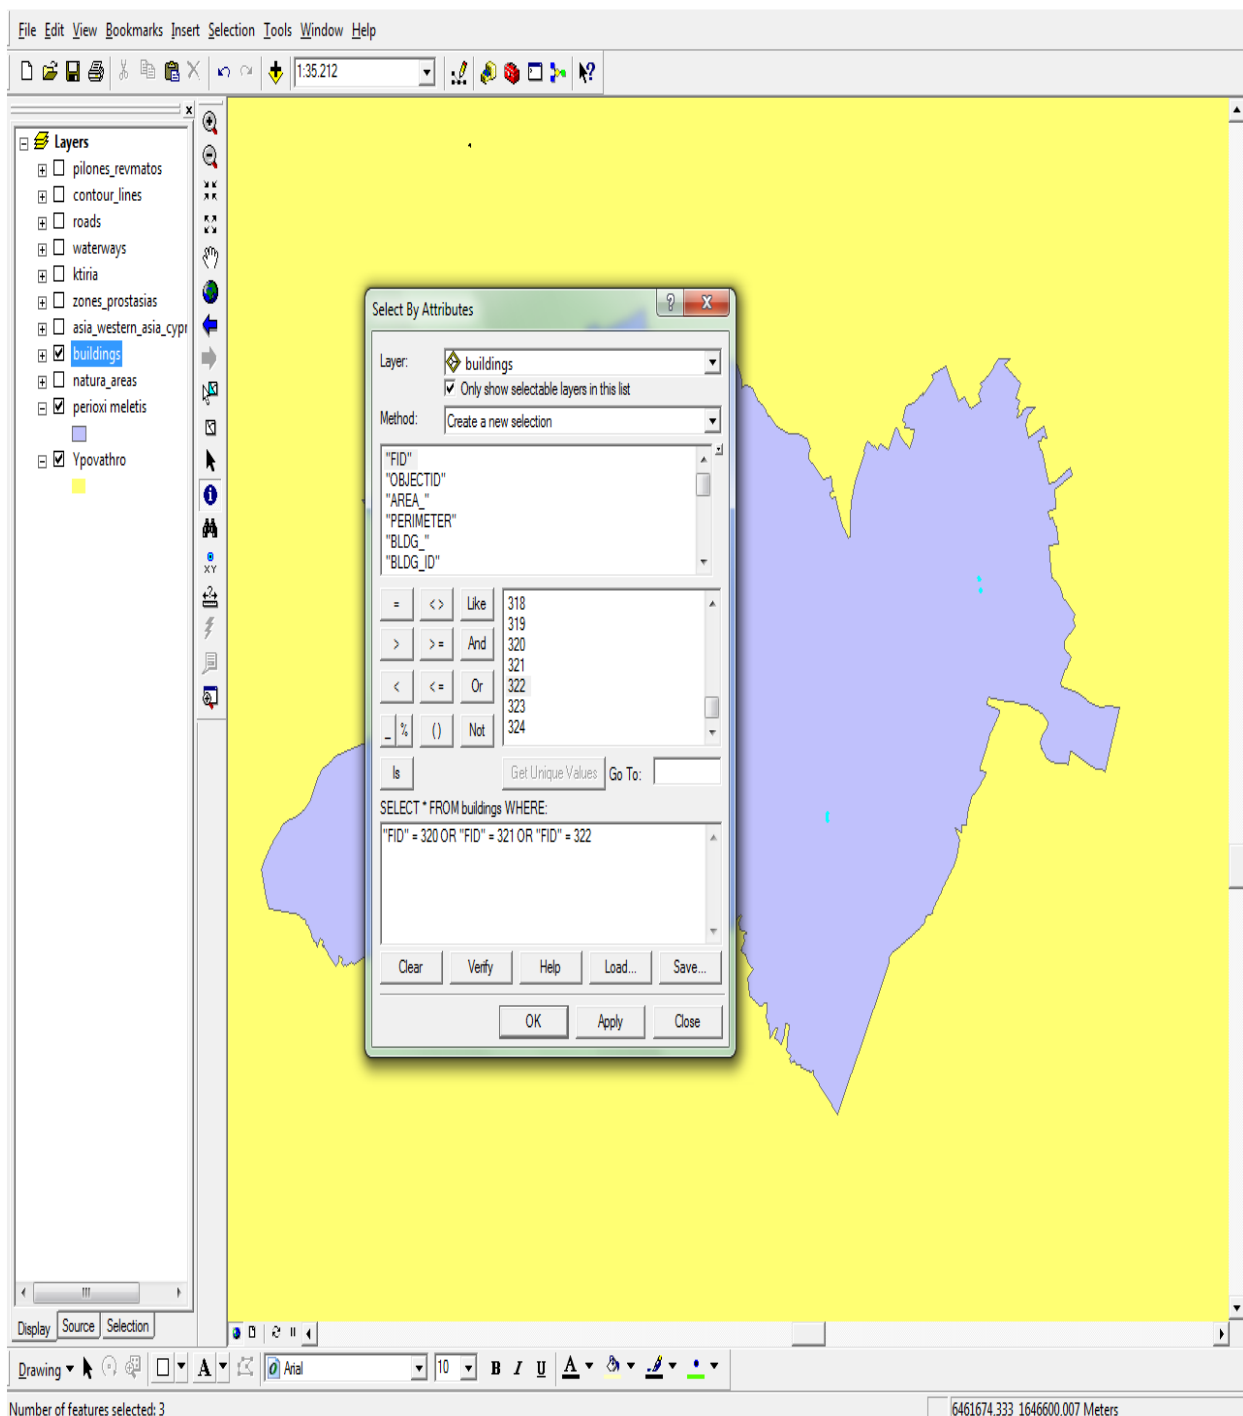 File Edit View Bookmarks Insert Selection Tools Window Help
1:35.212
Layers
pilones_revmatos
contour_lines
roads
waterways
ktiria
zones_prostasias
asia_western_asia_cypr
buildings
natura_areas
perioxi meletis
Ypovathro
XY
Select By Attributes
Layer: buildings
Only show selectable layers in this list
Method: Create a new selection
"FID"
"OBJECTID"
"AREA_"
"PERIMETER"
"BLDG_"
"BLDG_ID"
= <> Like
> >= And
< <= Or
_ % () Not
Is
318
319
320
321
322
323
324
Get Unique Values Go To:
SELECT * FROM buildings WHERE:
"FID" = 320 OR "FID" = 321 OR "FID" = 322
Clear Verify Help Load... Save...
OK Apply Close
Display Source Selection
Drawing A Arial 10 B I U A
Number of features selected: 3
6461674,333 1646600,007 Meters